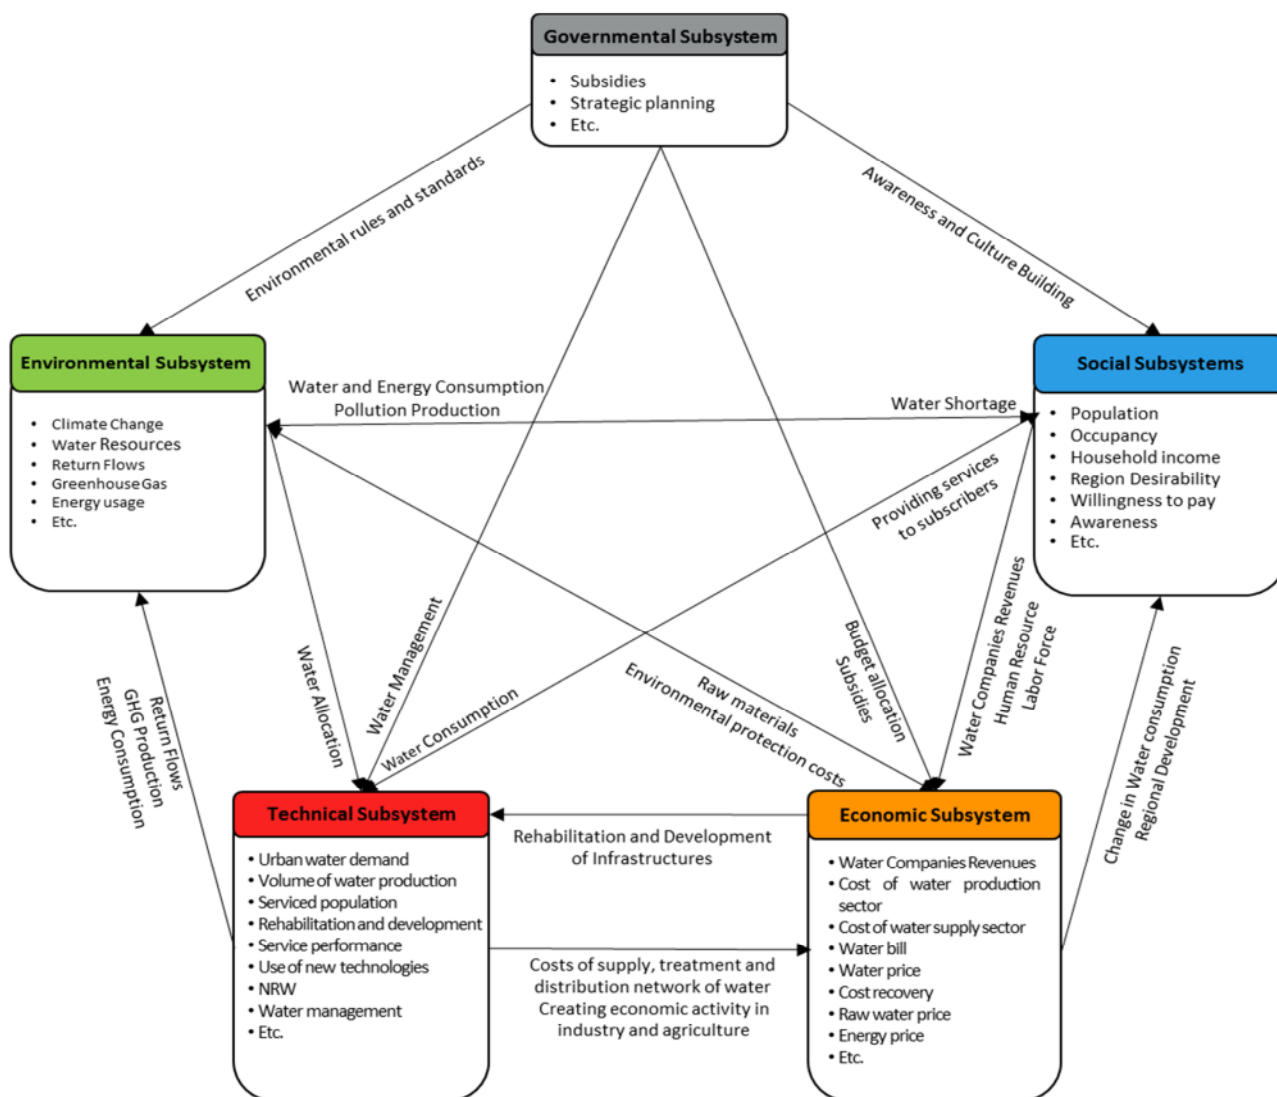 Governmental Subsystem
• Subsidies
• Strategic planning
• Etc.
Environmental rules and standards
Awareness and Culture Building
Environmental Subsystem
• Climate Change
• Water Resources
• Return Flows
• Greenhouse Gas
• Energy usage
• Etc.
Water and Energy Consumption
Pollution Production
Water Shortage
Social Subsystems
• Population
• Occupancy
• Household income
• Region Desirability
• Willingness to pay
• Awareness
• Etc.
Providing services
to subscribers
Return Flows
GHG Production
Energy Consumption
Water Allocation
Water Management
Water Consumption
Raw materials
Environmental protection costs
Budget allocation
Subsidies
Water Companies Revenues
Human Resource
Labor Force
Change in Water consumption
Regional Development
Technical Subsystem
• Urban water demand
• Volume of water production
• Serviced population
• Rehabilitation and development
• Service performance
• Use of new technologies
• NRW
• Water management
• Etc.
Rehabilitation and Development
of Infrastructures
Costs of supply, treatment and
distribution network of water
Creating economic activity in
industry and agriculture
Economic Subsystem
• Water Companies Revenues
• Cost of water production
sector
• Cost of water supply sector
• Water bill
• Water price
• Cost recovery
• Raw water price
• Energy price
• Etc.